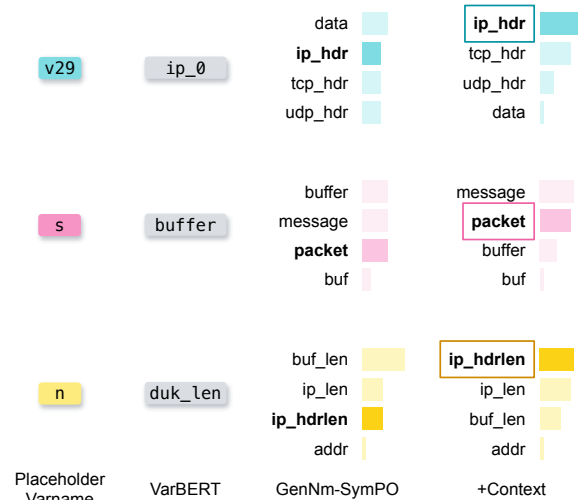 data ip_hdr
ip_hdr tcp_hdr
v29 ip_0
tcp_hdr udp_hdr
udp_hdr data
buffer message
message packet
s buffer
packet buffer
buf buf
buf_len ip_hdrlen
ip_len ip_len
n duk_len
ip_hdrlen buf_len
addr addr
Placeholder
Varname VarBERT GenNm-SymPO +Context